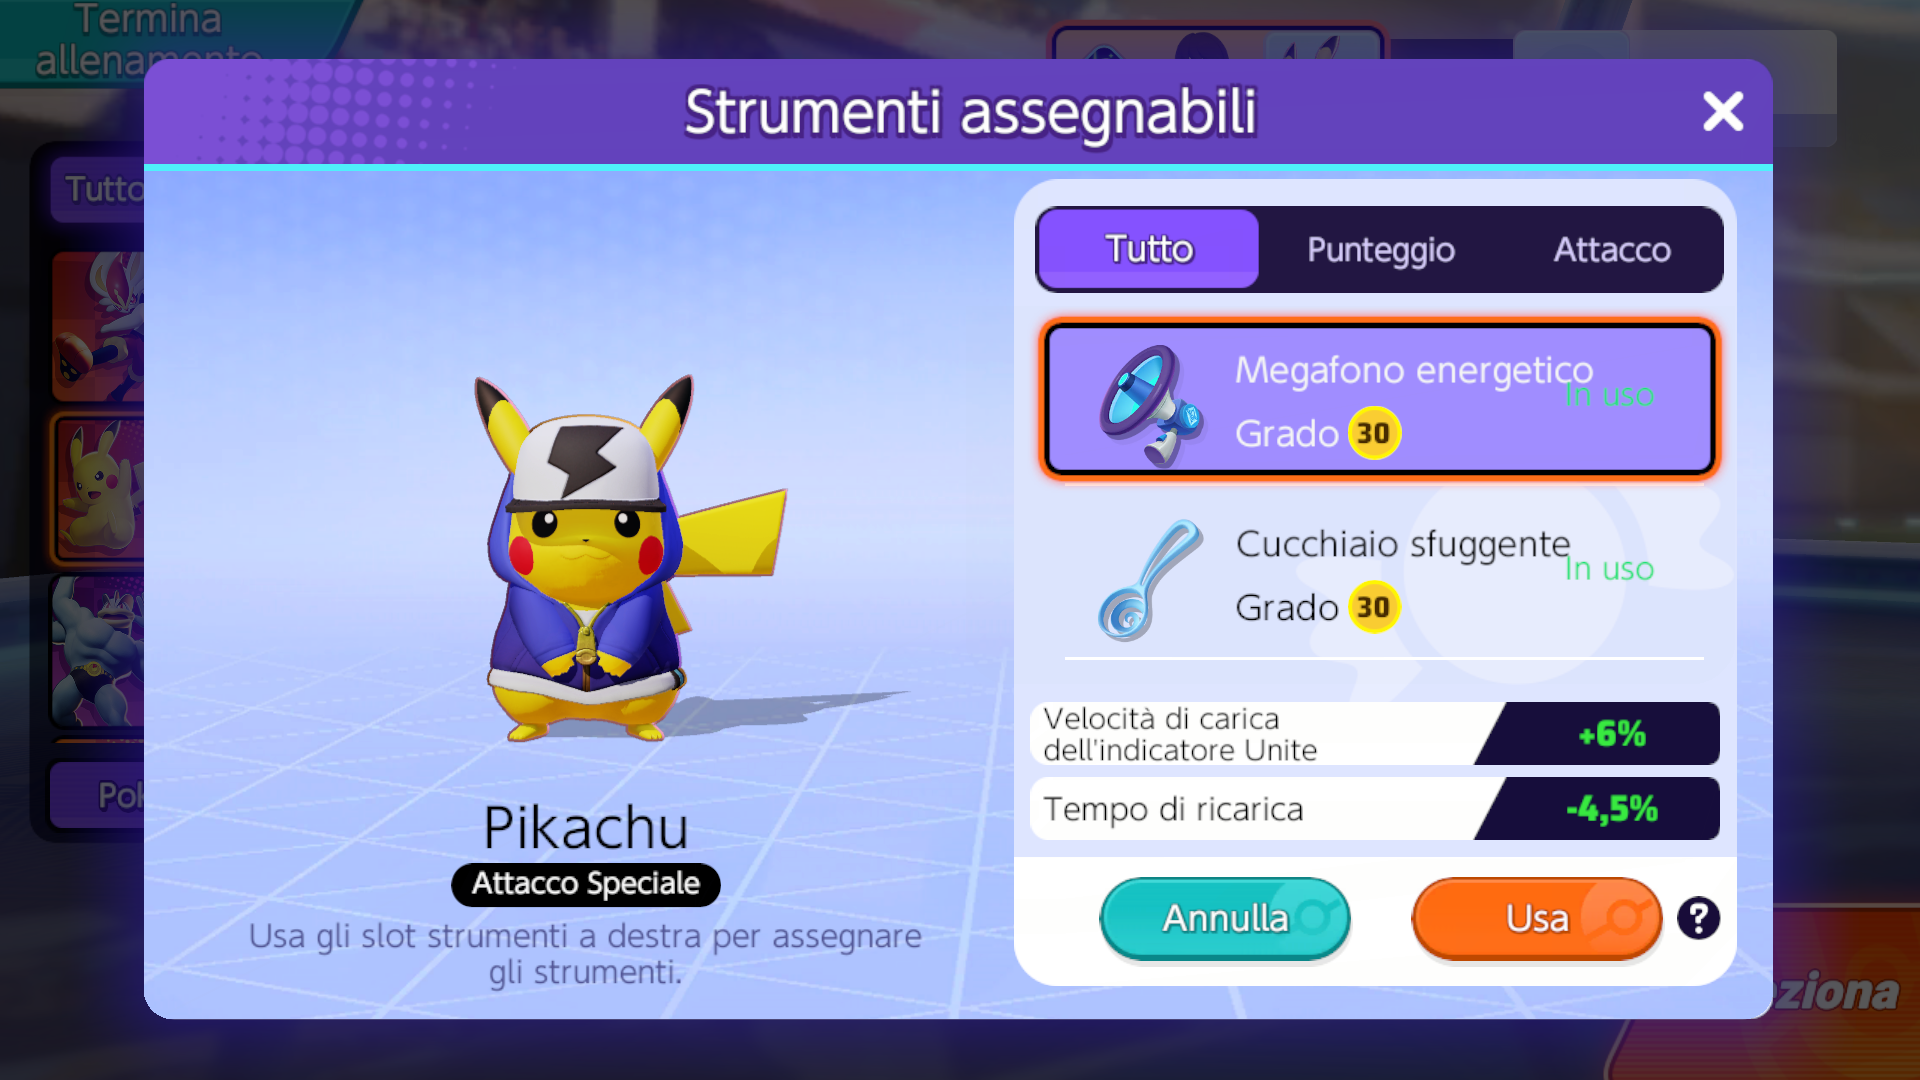 Termina
allenamento
Strumenti assegnabili
Tutto
Tutto
Punteggio
Attacco
Megafono energetico
In uso
Grado 30
Cucchiaio sfuggente
In uso
Grado 30
Velocità di carica
dell'indicatore Unite
+6%
Tempo di ricarica
-4,5%
Pikachu
Attacco Speciale
Usa gli slot strumenti a destra per assegnare
gli strumenti.
Annulla
Usa
?